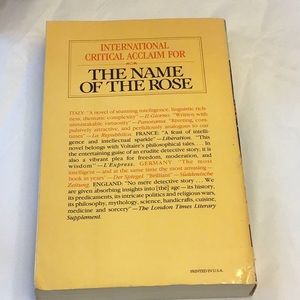 INTERNATIONAL
CRITICAL ACCLAIM FOR
THE NAME
OF THE ROSE
ITALY: "A novel of stunning intelligence, linguistic rich-
ness, thematic complexity" —Il Giorno. "Written with
unmistakable virtuosity" —Panorama. "Riveting com-
pulsively attractive, and perfidiously analogous to our
times" —La Repubblica. FRANCE: "A feast of intelli-
gence and intellectual sparkle" —Libération. "This
novel belongs with Voltaire's philosophical tales . . . In
the entertaining guise of an erudite detective story, it is
also a vibrant plea for freedom, moderation, and
wisdom" —L'Express. GERMANY: "The most
intelligent—and at the same time the most amusing—
book in years" —Der Spiegel. "Brilliant" —Süddeutsche
Zeitung. ENGLAND: "No mere detective story . . . We
are given absorbing insights into [the] age—its history,
its predicaments, its intricate politics and religious wars,
its philosophy, mythology, science, handicrafts, cuisine,
medicine and sorcery" —The London Times Literary
Supplement.
PRINTED IN U.S.A.